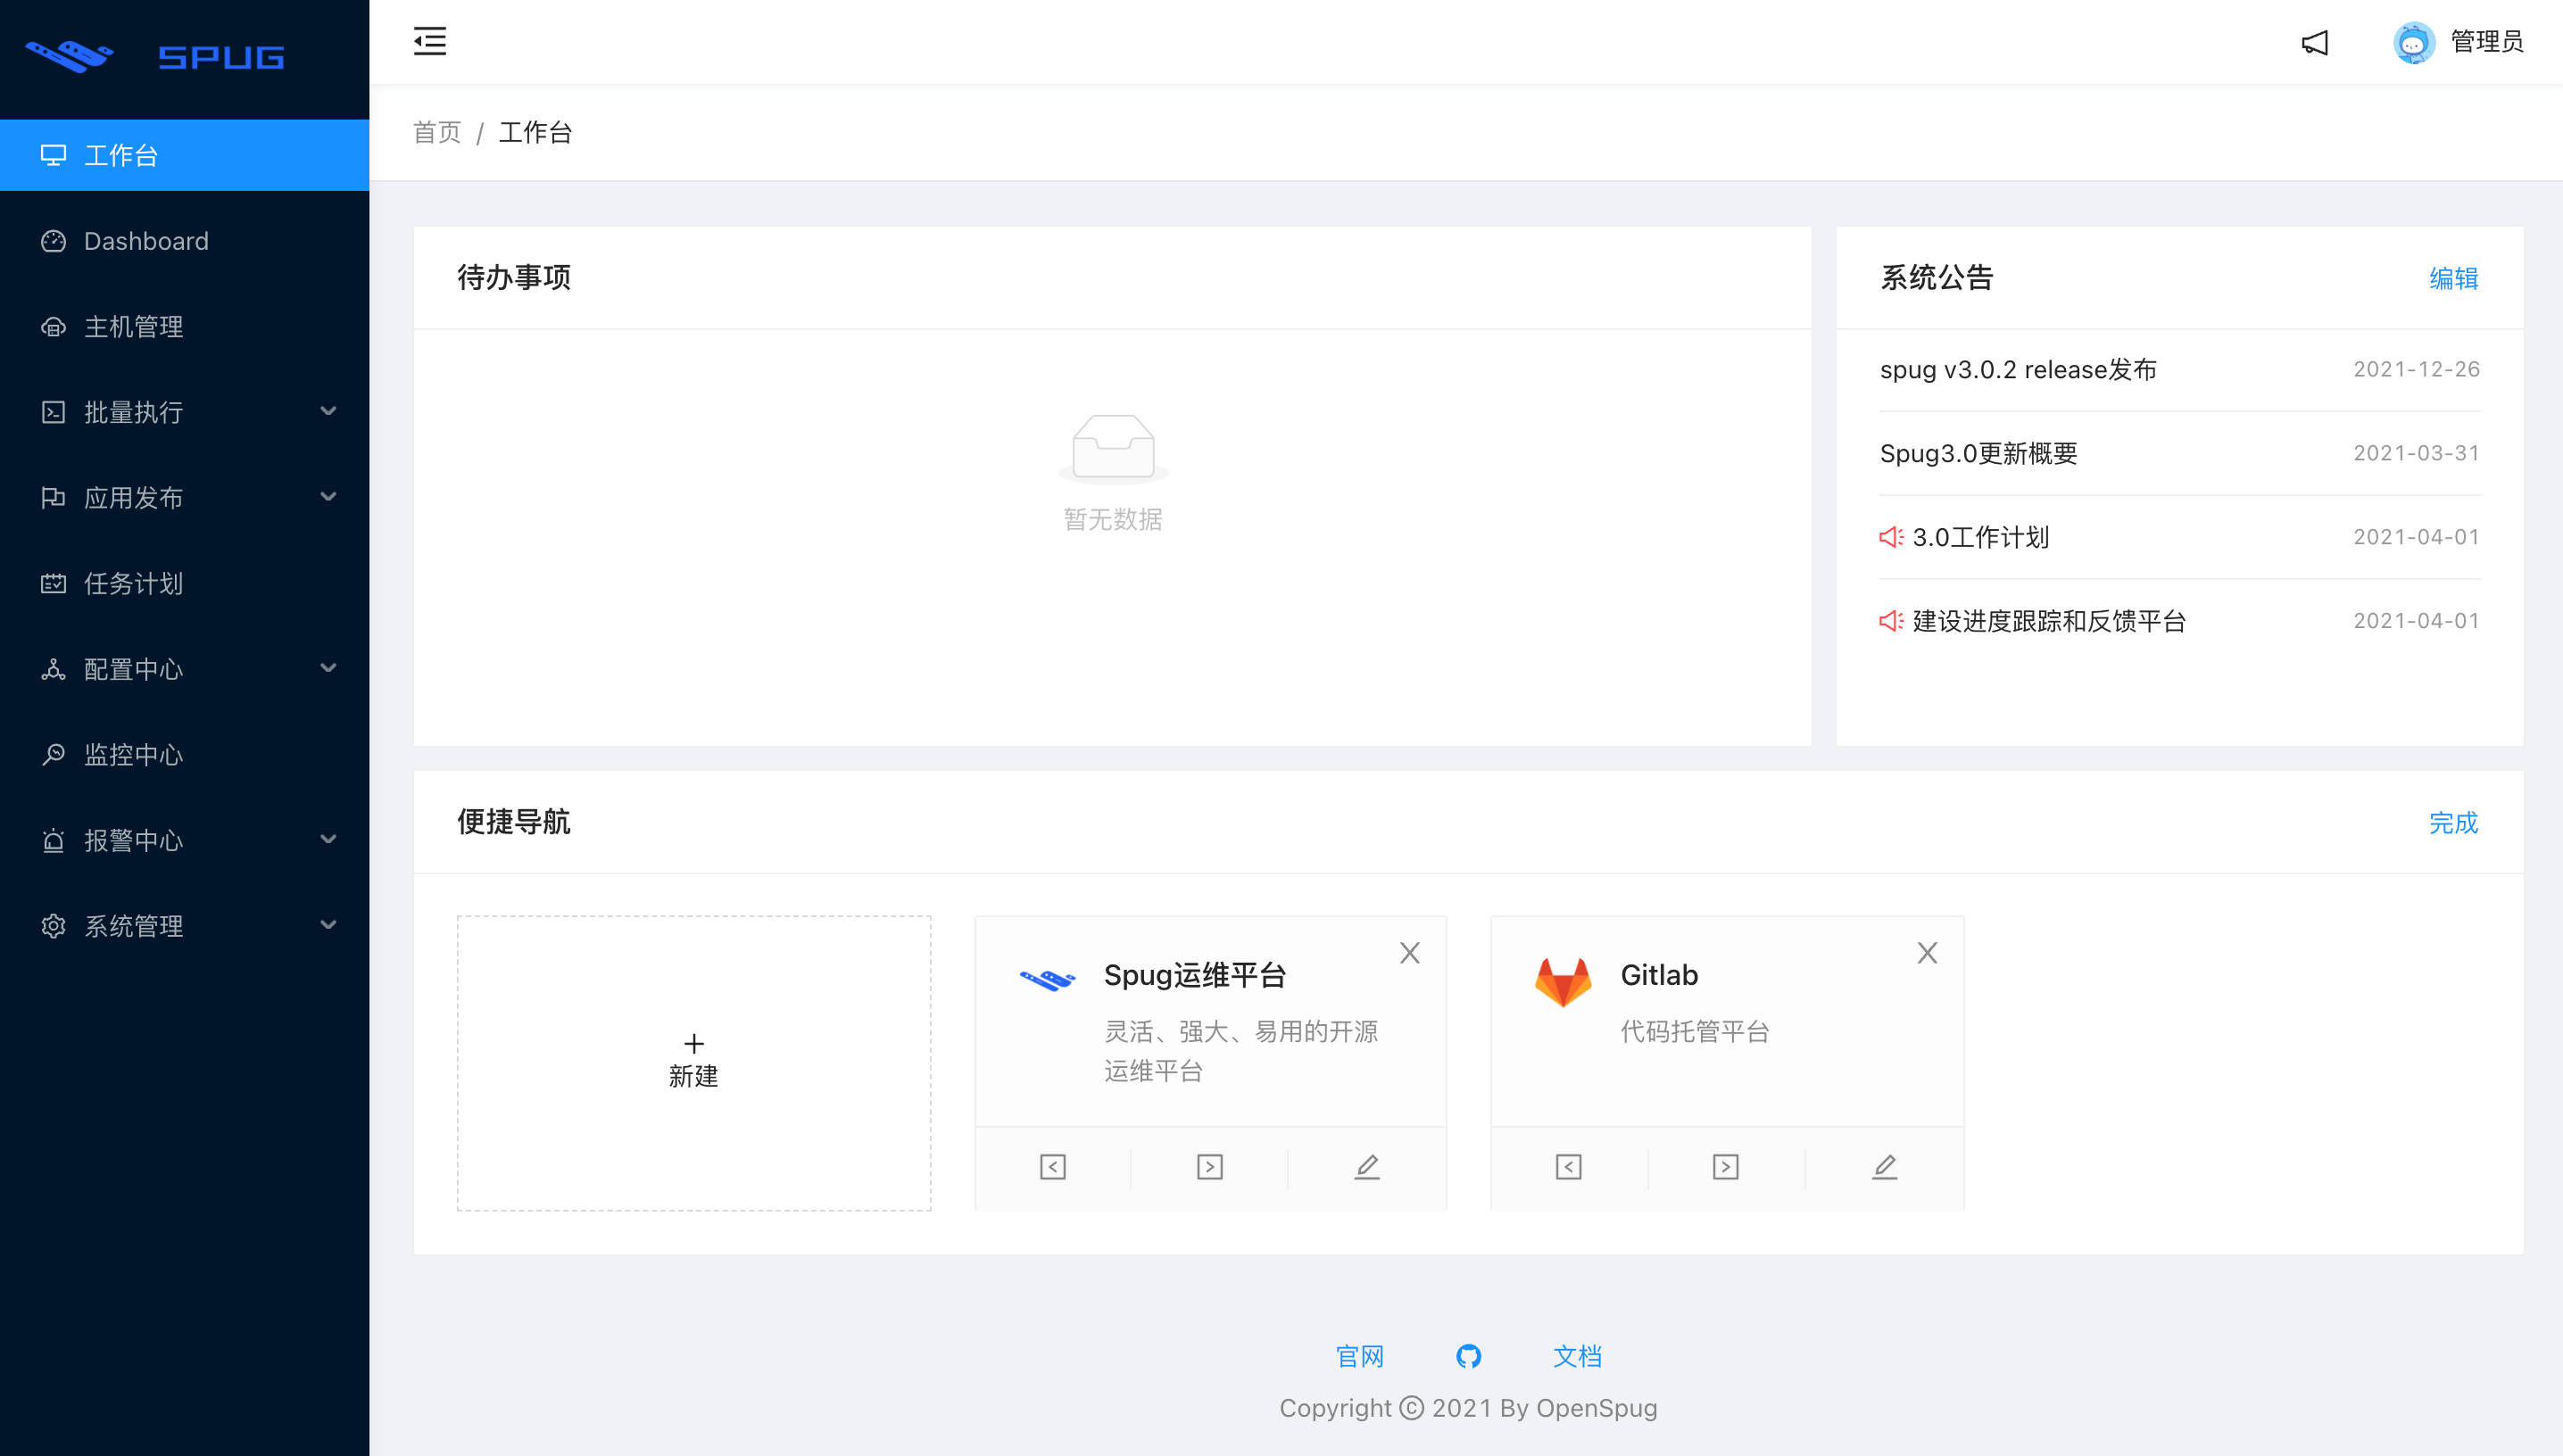 SPUG
工作台
Dashboard
主机管理
批量执行
应用发布
任务计划
配置中心
监控中心
报警中心
系统管理
管理员
首页 / 工作台
待办事项
暂无数据
系统公告
编辑
spug v3.0.2 release发布 2021-12-26
Spug3.0更新概要 2021-03-31
3.0工作计划 2021-04-01
建设进度跟踪和反馈平台 2021-04-01
便捷导航
完成
新建
Spug运维平台
灵活、强大、易用的开源
运维平台
Gitlab
代码托管平台
官网 文档
Copyright © 2021 By OpenSpug